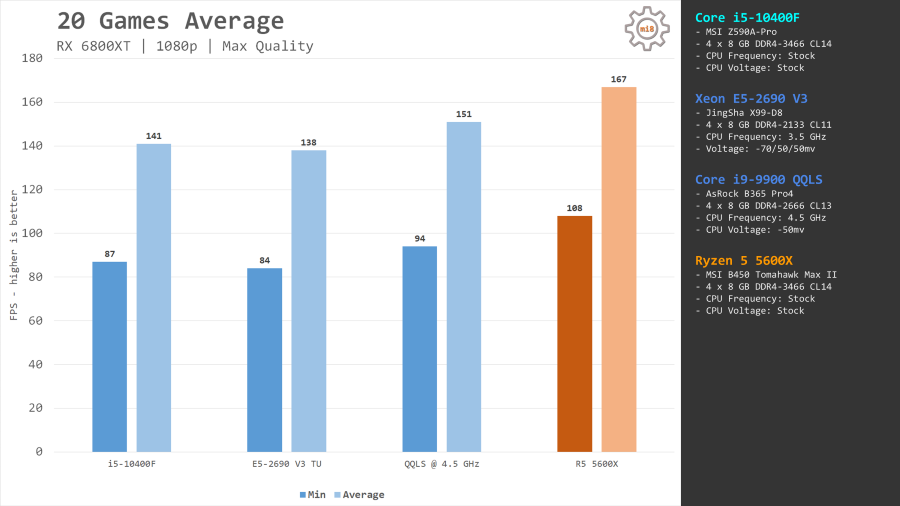 20 Games Average
RX 6800XT | 1080p | Max Quality
mi8
FPS - higher is better
180
160
140
120
100
80
60
40
20
0
87
141
84
138
94
151
108
167
i5-10400F
E5-2690 V3 TU
QQLS @ 4.5 GHz
R5 5600X
Min
Average
Core i5-10400F
- MSI Z590A-Pro
- 4 x 8 GB DDR4-3466 CL14
- CPU Frequency: Stock
- CPU Voltage: Stock
Xeon E5-2690 V3
- JingSha X99-D8
- 4 x 8 GB DDR4-2133 CL11
- CPU Frequency: 3.5 GHz
- Voltage: -70/50/50mv
Core i9-9900 QQLS
- AsRock B365 Pro4
- 4 x 8 GB DDR4-2666 CL13
- CPU Frequency: 4.5 GHz
- CPU Voltage: -50mv
Ryzen 5 5600X
- MSI B450 Tomahawk Max II
- 4 x 8 GB DDR4-3466 CL14
- CPU Frequency: Stock
- CPU Voltage: Stock